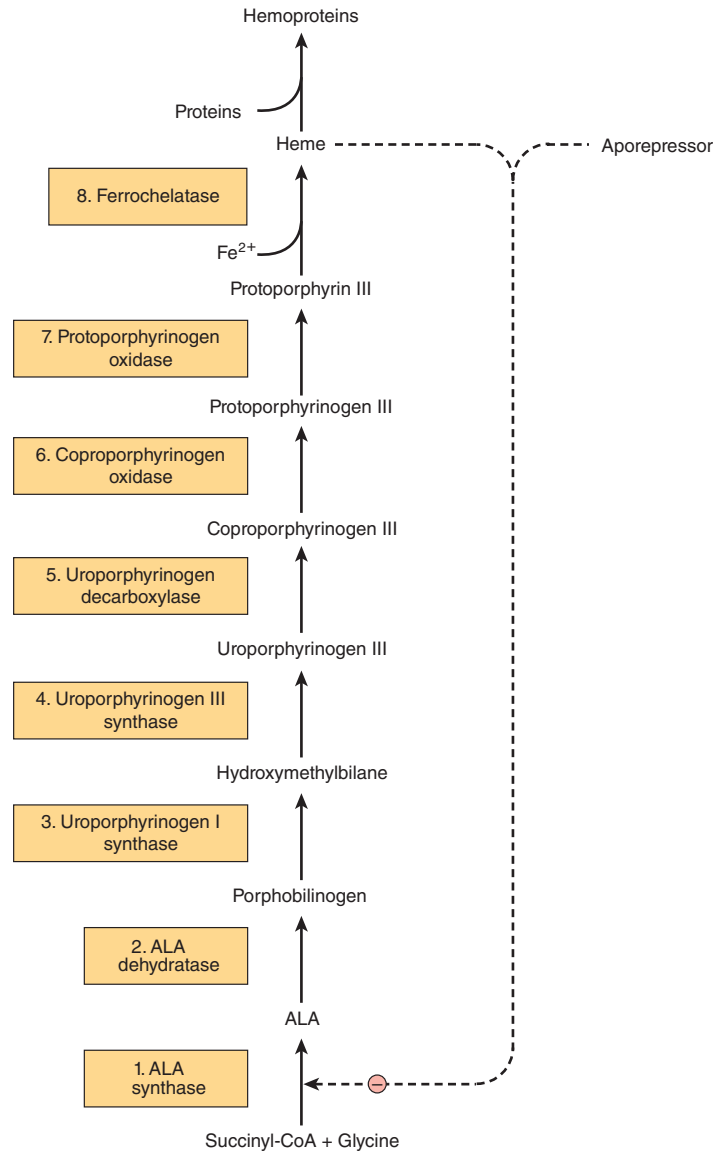 Hemoproteins
Proteins
Heme
Aporepressor
8. Ferrochelatase
Fe2+
Protoporphyrin III
7. Protoporphyrinogen
oxidase
Protoporphyrinogen III
6. Coproporphyrinogen
oxidase
Coproporphyrinogen III
5. Uroporphyrinogen
decarboxylase
Uroporphyrinogen III
4. Uroporphyrinogen III
synthase
Hydroxymethylbilane
3. Uroporphyrinogen I
synthase
Porphobilinogen
2. ALA
dehydratase
ALA
1. ALA
synthase
−
Succinyl-CoA + Glycine